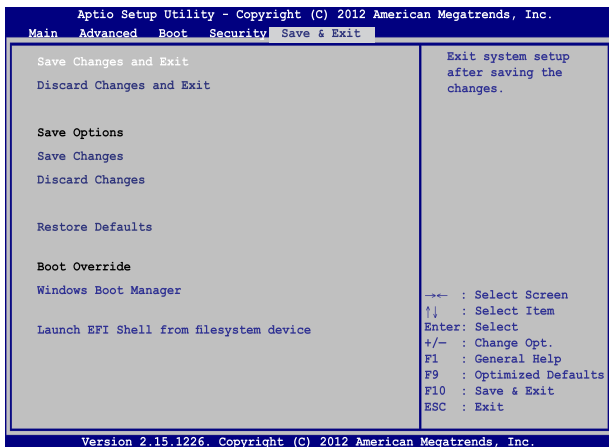 Aptio Setup Utility - Copyright (C) 2012 American Megatrends, Inc.
Main Advanced Boot Security Save & Exit
Save Changes and Exit
Discard Changes and Exit
Save Options
Save Changes
Discard Changes
Restore Defaults
Boot Override
Windows Boot Manager
Launch EFI Shell from filesystem device
Exit system setup
after saving the
changes.
→← : Select Screen
↑↓ : Select Item
Enter: Select
+/— : Change Opt.
F1 : General Help
F9 : Optimized Defaults
F10 : Save & Exit
ESC : Exit
Version 2.15.1226. Copyright (C) 2012 American Megatrends, Inc.